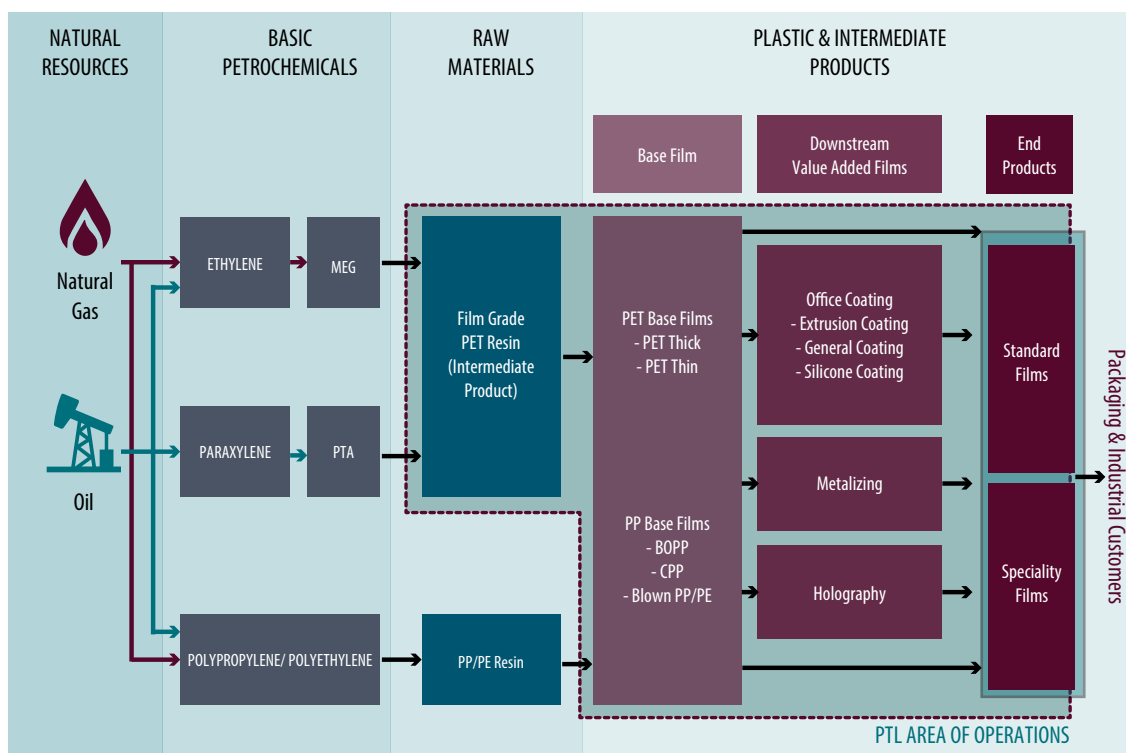 NATURAL
RESOURCES
BASIC
PETROCHEMICALS
RAW
MATERIALS
PLASTIC & INTERMEDIATE
PRODUCTS
Base Film
Downstream
Value Added Films
End
Products
Natural
Gas
ETHYLENE
MEG
Film Grade
PET Resin
(Intermediate
Product)
PET Base Films
- PET Thick
- PET Thin
Office Coating
- Extrusion Coating
- General Coating
- Silicone Coating
Standard
Films
Oil
PARAXYLENE
PTA
Metalizing
PP Base Films
- BOPP
- CPP
- Blown PP/PE
Holography
Speciality
Films
Packaging & Industrial Customers
POLYPROPYLENE/ POLYETHYLENE
PP/PE Resin
PTL AREA OF OPERATIONS